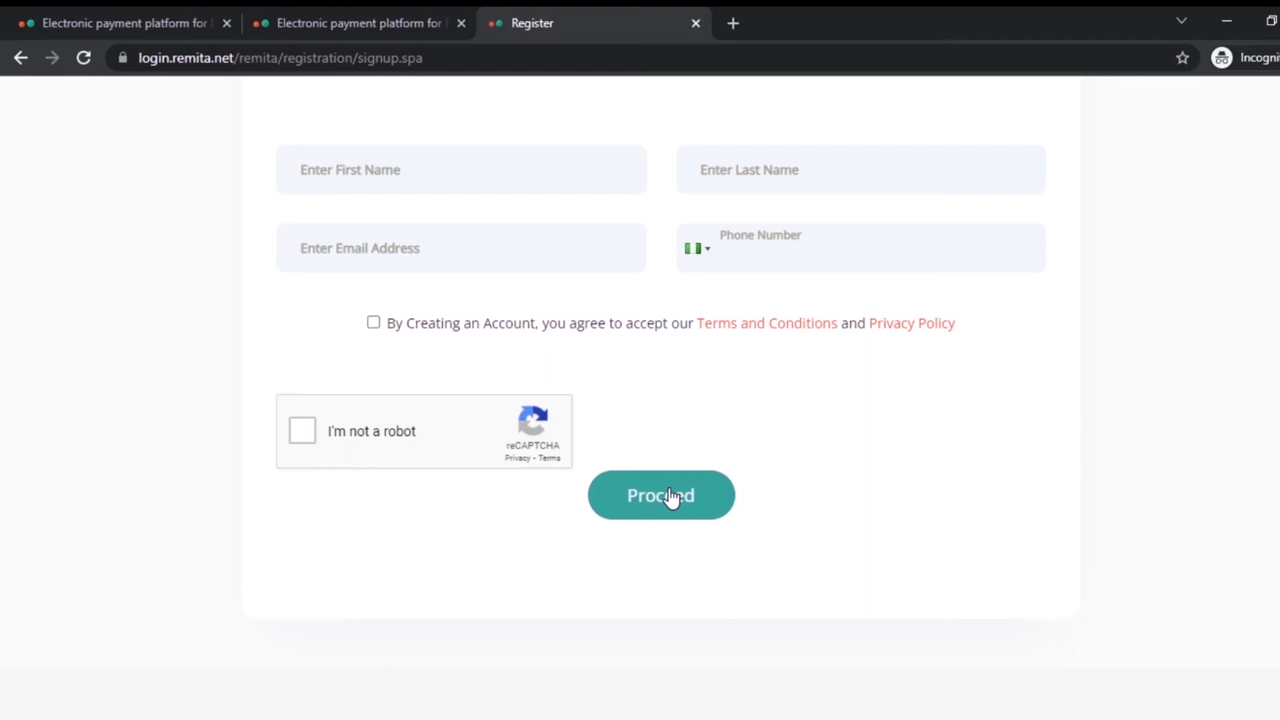 Electronic payment platform for
Electronic payment platform for
Register
login.remita.net/remita/registration/signup.spa
Incogni
Enter First Name
Enter Last Name
Enter Email Address
Phone Number
By Creating an Account, you agree to accept our Terms and Conditions and Privacy Policy
I'm not a robot
reCAPTCHA
Privacy - Terms
Proceed